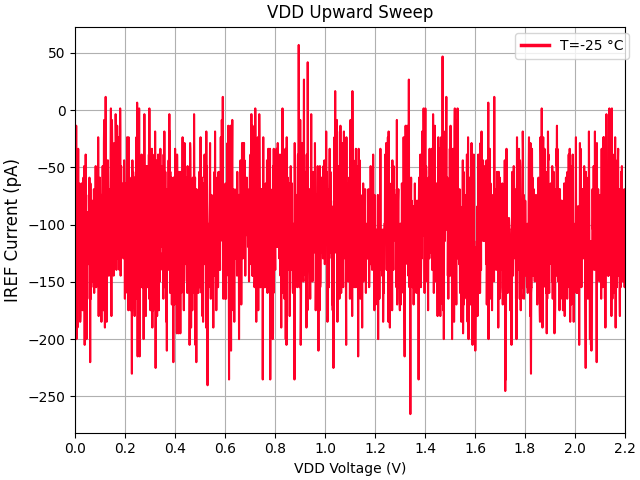 VDD Upward Sweep
T=-25 °C
IREF Current (pA)
50
0
−50
−100
−150
−200
−250
0.0 0.2 0.4 0.6 0.8 1.0 1.2 1.4 1.6 1.8 2.0 2.2
VDD Voltage (V)